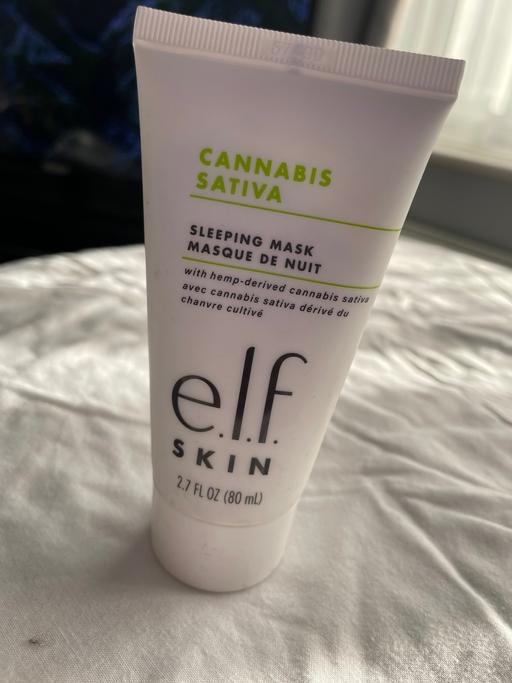 CANNABIS
SATIVA
SLEEPING MASK
MASQUE DE NUIT
with hemp-derived cannabis sativa
avec cannabis sativa dérivé du
chanvre cultivé
e.l.f.
SKIN
2.7 FL OZ (80 mL)